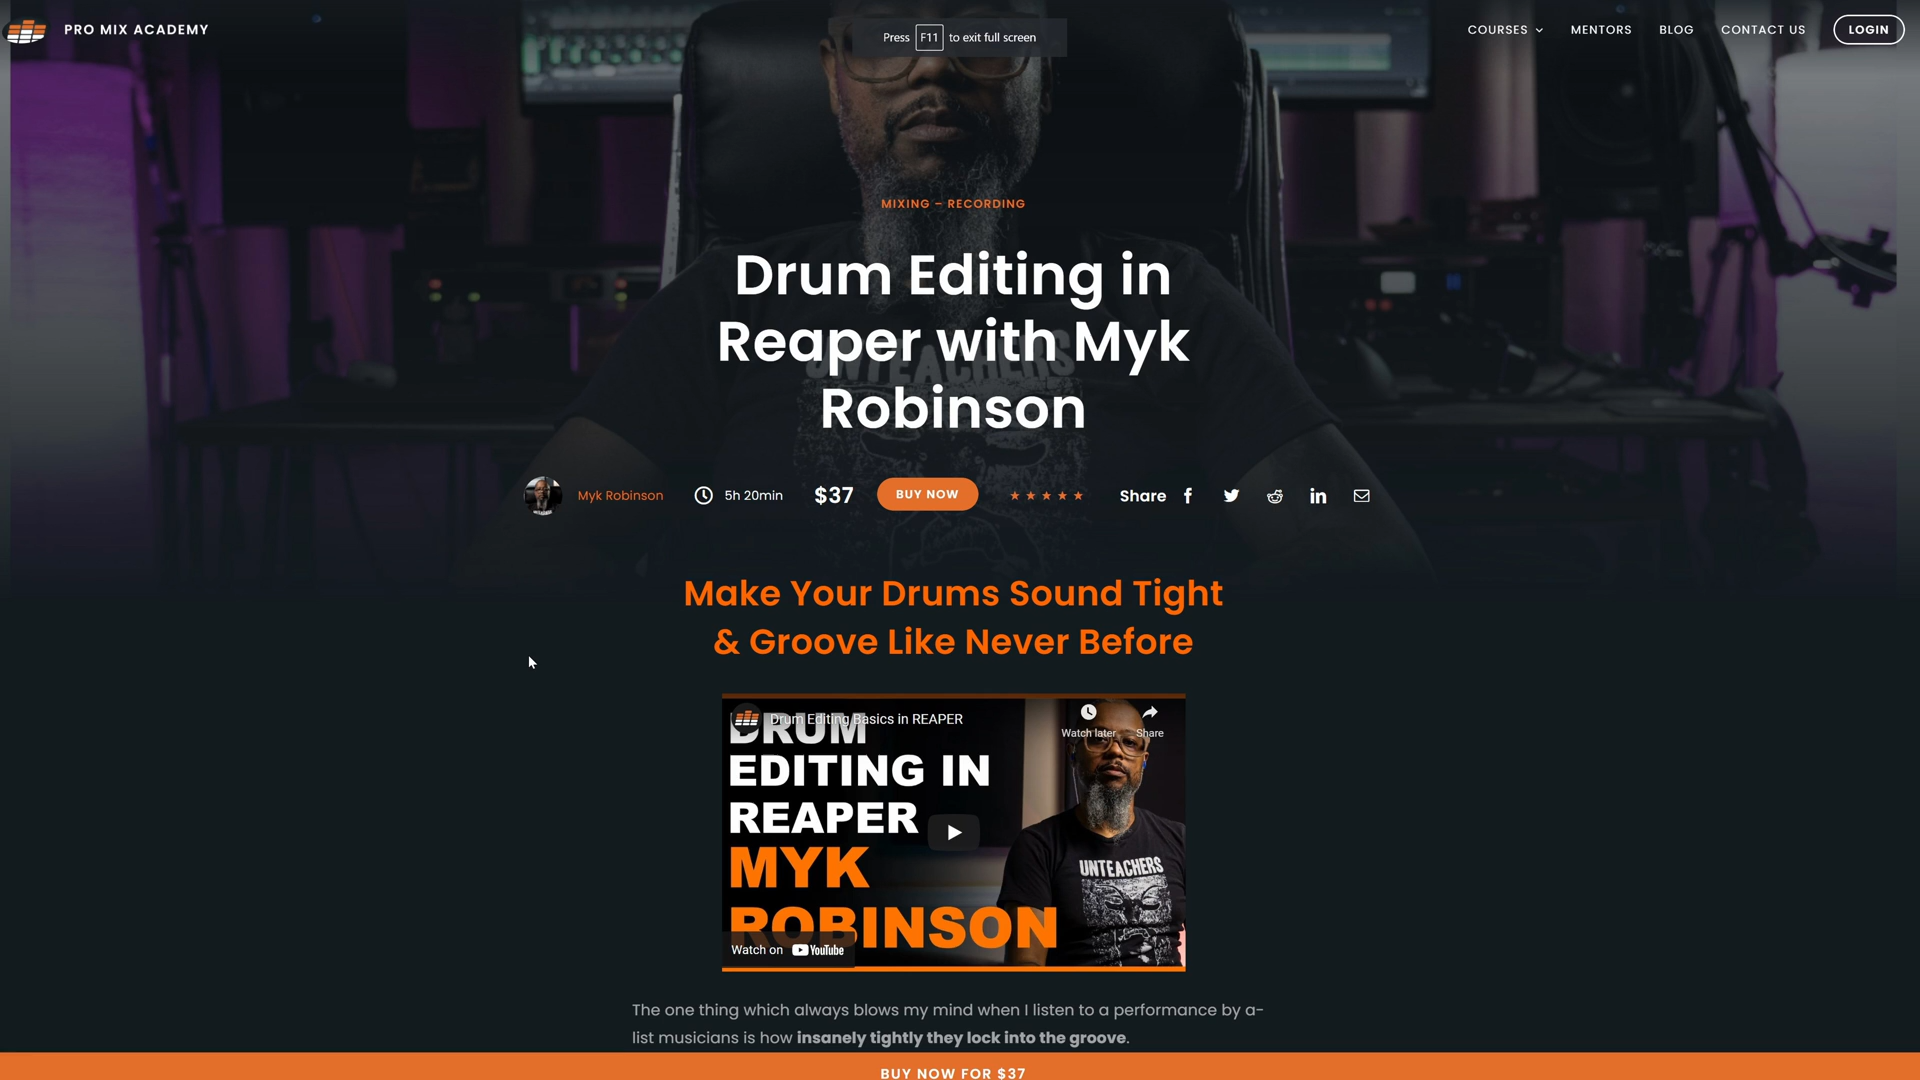 PRO MIX ACADEMY
Press F11 to exit full screen
COURSES
MENTORS
BLOG
CONTACT US
LOGIN
MIXING – RECORDING
Drum Editing in
Reaper with Myk
Robinson
UNTEACHERS
Myk Robinson
5h 20min
$37
BUY NOW
Share
Make Your Drums Sound Tight
& Groove Like Never Before
Drum Editing Basics in REAPER
Watch later
Share
DRUM
EDITING IN
REAPER
MYK
ROBINSON
UNTEACHERS
Watch on YouTube
The one thing which always blows my mind when I listen to a performance by a-
list musicians is how insanely tightly they lock into the groove.
BUY NOW FOR $37